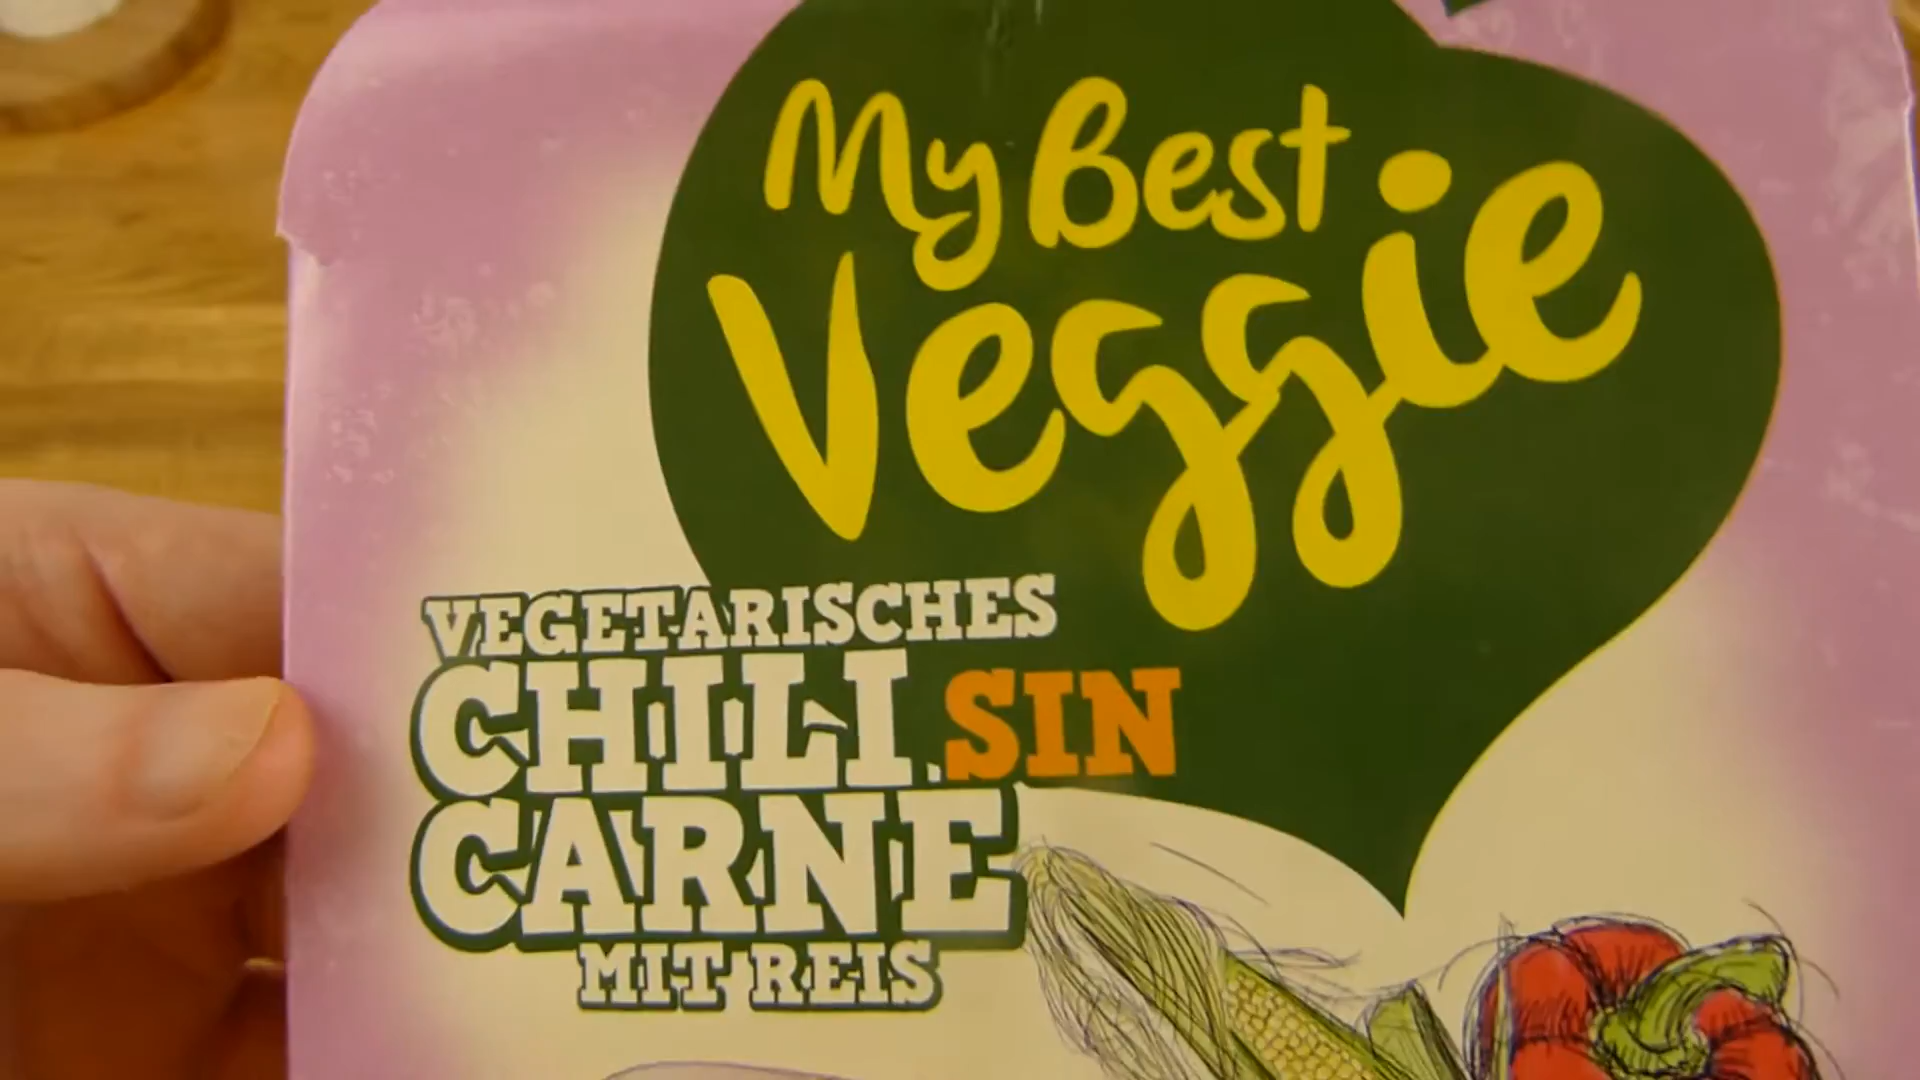 My Best
Veggie
VEGETARISCHES
CHILI SIN
CARNE
MIT REIS